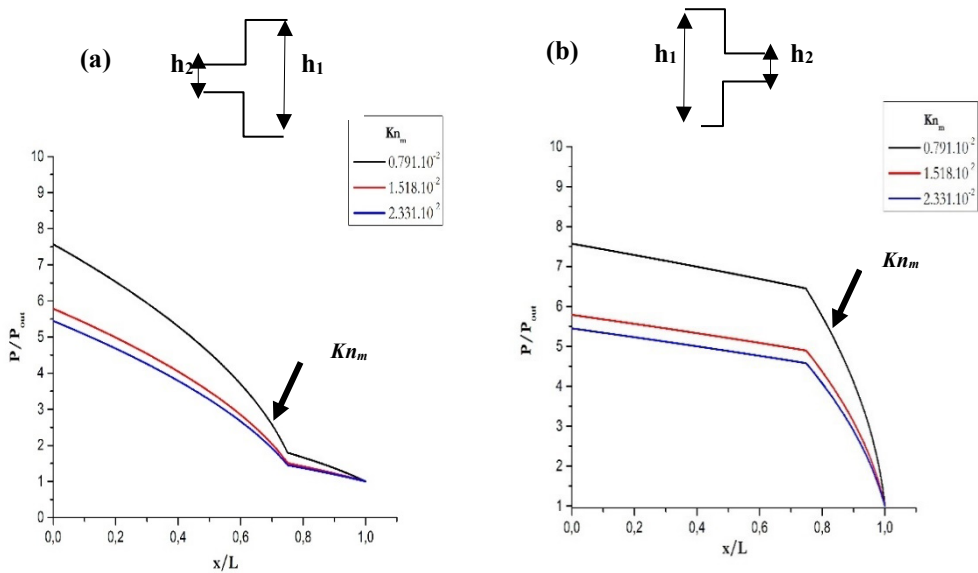 (a)
h₂
h₁
Knₘ
0.791.10⁻²
1.518.10⁻²
2.331.10⁻²
10
9
8
7
6
5
4
3
2
1
0
P/Pₒᵤₜ
Knₘ
0,0 0,2 0,4 0,6 0,8 1,0
x/L
(b)
h₁
h₂
Knₘ
0.791.10⁻²
1.518.10⁻²
2.331.10⁻²
10
9
8
7
6
5
4
3
2
1
P/Pₒᵤₜ
Knₘ
0,0 0,2 0,4 0,6 0,8 1,0
x/L